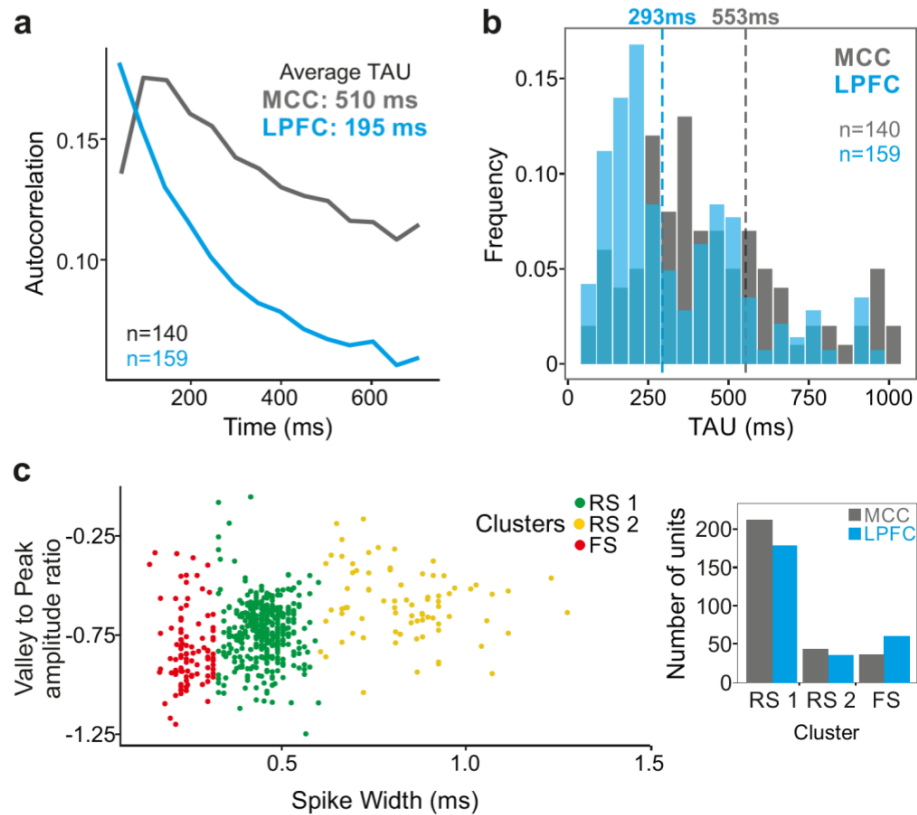 a
Average TAU
MCC: 510 ms
LPFC: 195 ms
Autocorrelation
0.15
0.10
n=140
n=159
200
400
600
Time (ms)
b
293ms
553ms
MCC
LPFC
n=140
n=159
Frequency
0.15
0.10
0.05
0
0
250
500
750
1000
TAU (ms)
c
Clusters
RS 1
RS 2
FS
Valley to Peak
amplitude ratio
-0.25
-0.75
-1.25
0.5
1.0
1.5
Spike Width (ms)
MCC
LPFC
Number of units
200
150
100
50
0
RS 1
RS 2
FS
Cluster